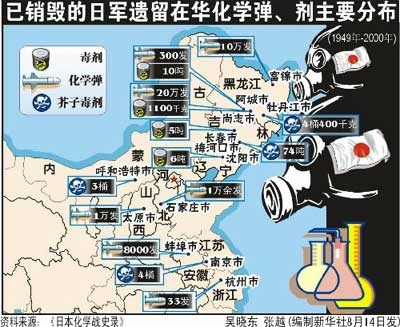 已销毁的日军遗留在华化学弹、剂主要分布
(1949年-2000年)
毒剂
化学弹
芥子毒剂
10万发
300发
10吨
黑龙江
富锦市
20万发
1100千克
古
阿城市
牡丹江市
尚志市
吉
林
4桶400千克
5吨
长春市
梅河口市
74吨
蒙
6吨
辽宁
沈阳市
呼和浩特市
河
3桶
山
北
1万余发
石家庄市
1万发
太原市
西
8000发
蚌埠市
江苏
4桶
南京市
安徽
33发
杭州市
浙江
资料来源：《日本化学战史录》
吴晓东 张越(编制新华社8月14日发)